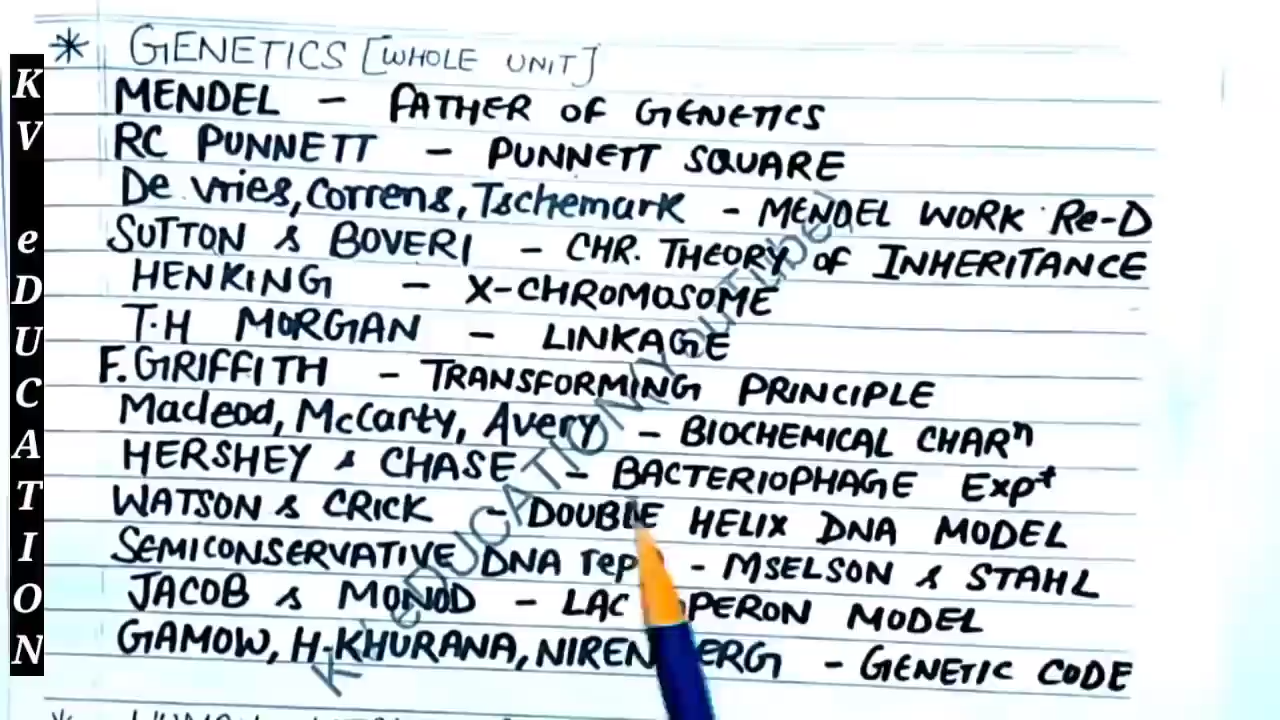 * GENETICS [WHOLE UNIT]
MENDEL - FATHER OF GENETICS
RC PUNNETT - PUNNETT SQUARE
De vries, Correns, Tschemark - MENDEL WORK Re-D
SUTTON & BOVERI - CHR. THEORY of INHERITANCE
HENKING - X-CHROMOSOME
T.H MORGAN - LINKAGE
F. GRIFFITH - TRANSFORMING PRINCIPLE
Macleod, McCarty, Avery - BIOCHEMICAL CHARⁿ
HERSHEY & CHASE - BACTERIOPHAGE Expt
WATSON & CRICK - DOUBLE HELIX DNA MODEL
SEMICONSERVATIVE DNA rep - MSELSON & STAHL
JACOB & MONOD - LAC OPERON MODEL
GAMOW, H-KHURANA, NIRENBERG - GENETIC CODE
KV eDUCATION